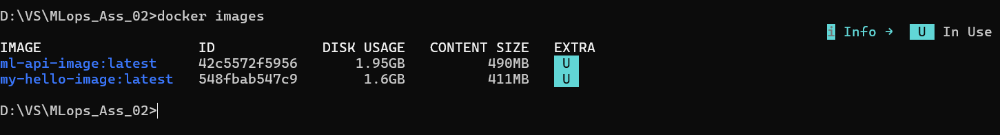 D:\VS\MLops_Ass_02>docker images
i Info → U In Use
IMAGE ID DISK USAGE CONTENT SIZE EXTRA
ml-api-image:latest 42c5572f5956 1.95GB 490MB U
my-hello-image:latest 548fbab547c9 1.6GB 411MB U
D:\VS\MLops_Ass_02>